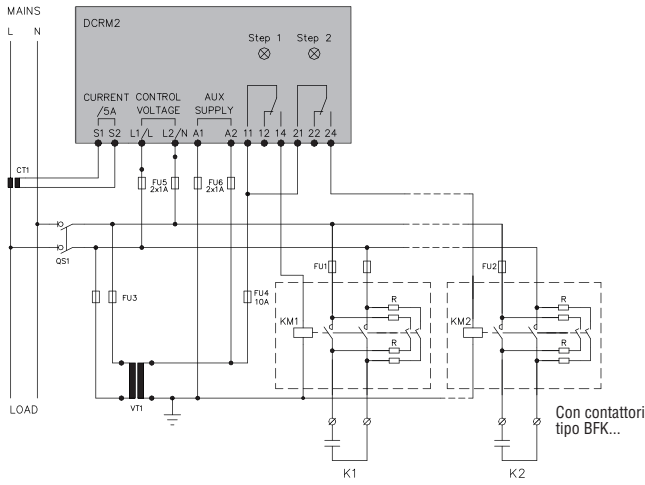 MAINS
L N
DCRM2
Step 1 Step 2
CURRENT CONTROL AUX
/5A VOLTAGE SUPPLY
S1 S2 L1/L L2/N A1 A2 11 12 14 21 22 24
CT1
FU5
2x1A
FU6
2x1A
QS1
FU1
FU2
FU3
FU4
10A
R
R
KM1
KM2
R
R
VT1
LOAD
Con contattori
tipo BFK...
K1 K2